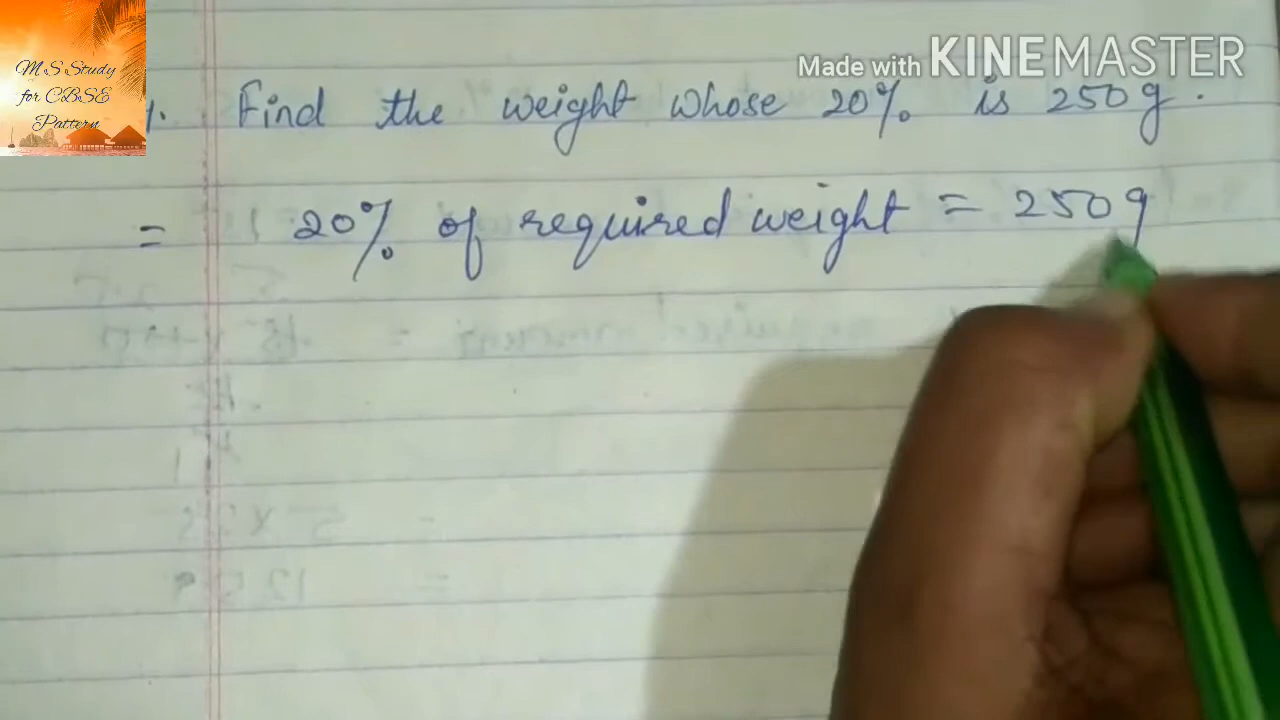 M S Study
for CBSE
Pattern
Made with KINEMASTER
Find the weight whose 20% is 250g.
= 20% of required weight = 250g